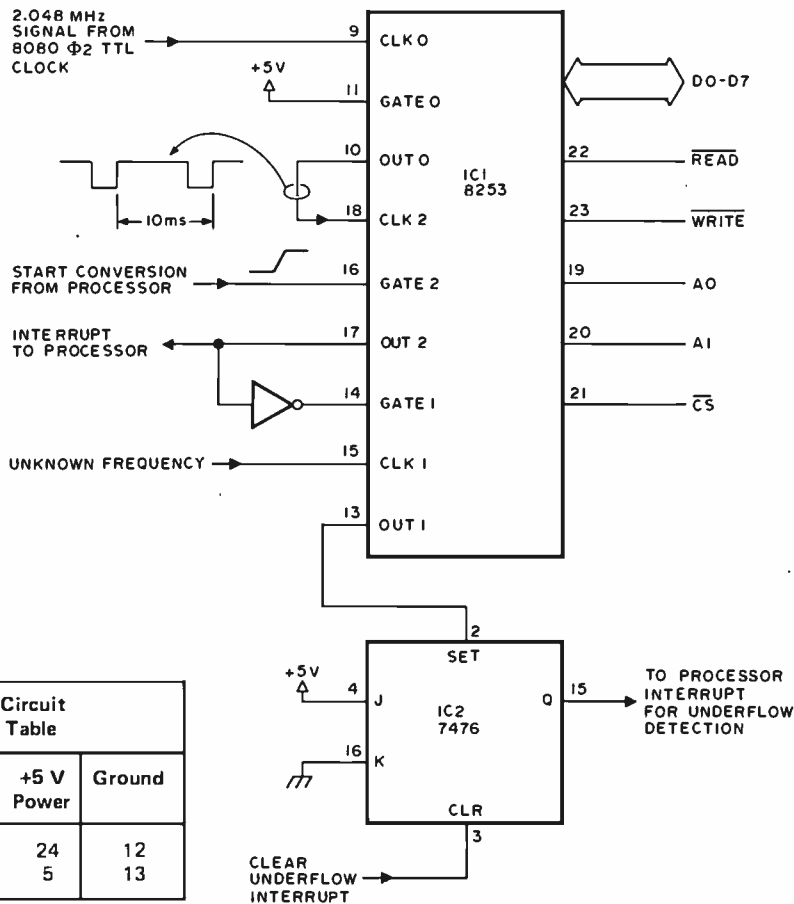 2.048 MHz
SIGNAL FROM
8080 Φ2 TTL
CLOCK
9
CLK 0
+5V
11
GATE 0
DO-D7
10
OUT 0
IC1
8253
22
READ
10ms
18
CLK 2
23
WRITE
START CONVERSION
FROM PROCESSOR
16
GATE 2
19
AO
INTERRUPT
TO PROCESSOR
17
OUT 2
20
A1
14
GATE 1
21
CS
UNKNOWN FREQUENCY
15
CLK 1
13
OUT 1
2
SET
+5V
4
J
IC2
7476
Q
15
TO PROCESSOR
INTERRUPT
FOR UNDERFLOW
DETECTION
16
K
CLR
3
CLEAR
UNDERFLOW
INTERRUPT
Circuit
Table
+5 V
Power
Ground
24 12
5 13